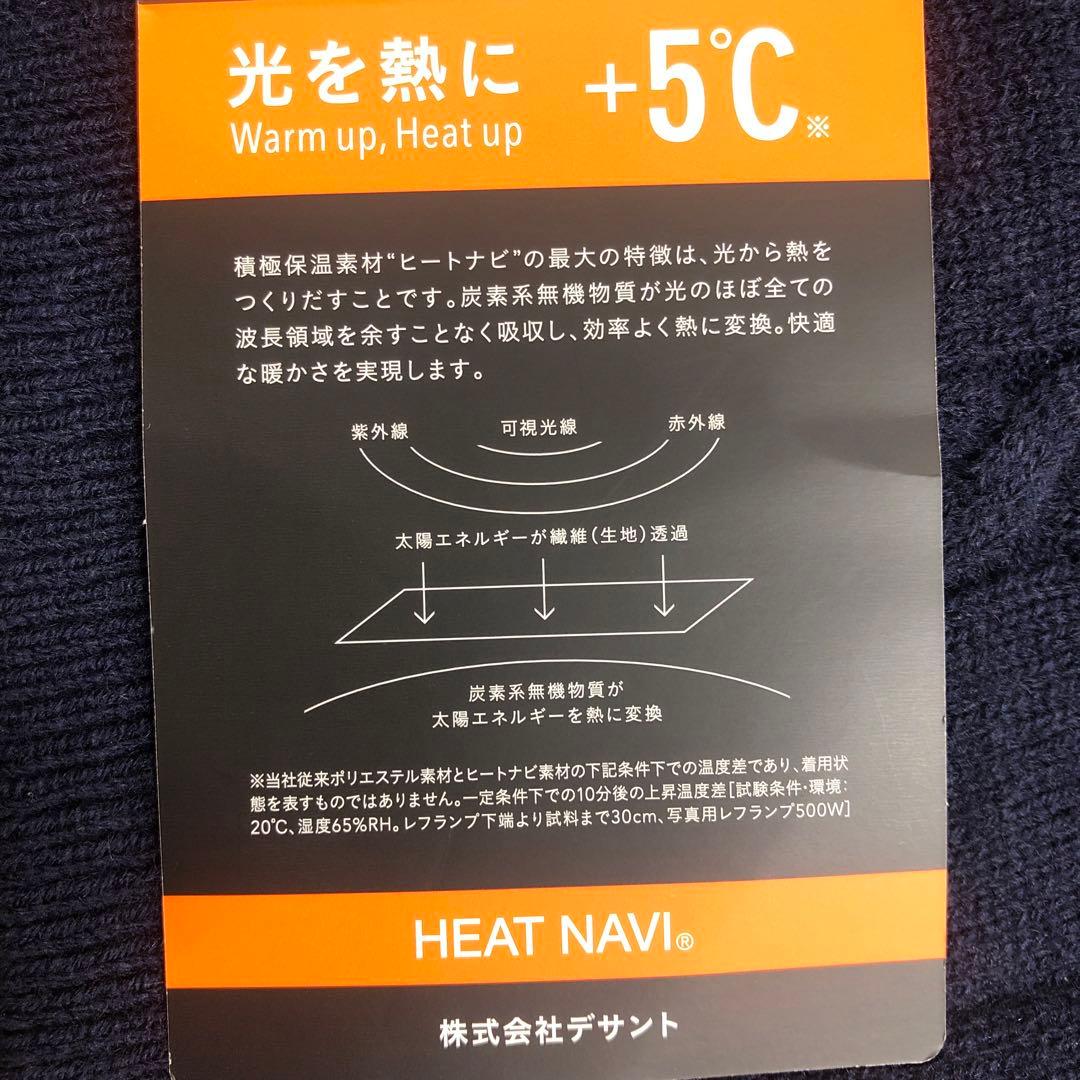 光を熱に +5℃※
Warm up, Heat up
積極保温素材“ヒートナビ”の最大の特徴は、光から熱を
つくりだすことです。炭素系無機物質が光のほぼ全ての
波長領域を余すことなく吸収し、効率よく熱に変換。快適
な暖かさを実現します。
紫外線 可視光線 赤外線
太陽エネルギーが繊維(生地)透過
炭素系無機物質が
太陽エネルギーを熱に変換
※当社従来ポリエステル素材とヒートナビ素材の下記条件下での温度差であり、着用状
態を表すものではありません。一定条件下での10分後の上昇温度差[試験条件・環境:
20℃、湿度65%RH。レフランプ下端より試料まで30cm、写真用レフランプ500W]
HEAT NAVI®
株式会社デサント